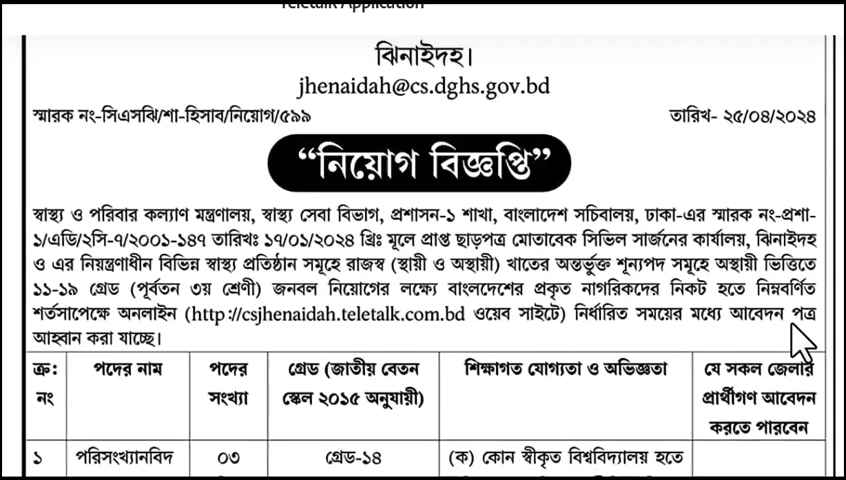 Teletalk Application
ঝিনাইদহ।
jhenaidah@cs.dghs.gov.bd
স্মারক নং-সিএসঝি/শা-হিসাব/নিয়োগ/৫৯৯ তারিখ- ২৫/০৪/২০২৪
“নিয়োগ বিজ্ঞপ্তি”
স্বাস্থ্য ও পরিবার কল্যাণ মন্ত্রণালয়, স্বাস্থ্য সেবা বিভাগ, প্রশাসন-১ শাখা, বাংলাদেশ সচিবালয়, ঢাকা-এর স্মারক নং-প্রশা-
১/এডি/২সি-৭/২০০১-১৪৭ তারিখঃ ১৭/০১/২০২৪ খ্রিঃ মূলে প্রাপ্ত ছাড়পত্র মোতাবেক সিভিল সার্জনের কার্যালয়, ঝিনাইদহ
ও এর নিয়ন্ত্রণাধীন বিভিন্ন স্বাস্থ্য প্রতিষ্ঠান সমূহে রাজস্ব (স্থায়ী ও অস্থায়ী) খাতের অন্তর্ভুক্ত শূন্যপদ সমূহে অস্থায়ী ভিত্তিতে
১১-১৯ গ্রেড (পূর্বতন ৩য় শ্রেণী) জনবল নিয়োগের লক্ষ্যে বাংলাদেশের প্রকৃত নাগরিকদের নিকট হতে নিম্নবর্ণিত
শর্তসাপেক্ষে অনলাইন (http://csjhenaidah.teletalk.com.bd ওয়েব সাইটে) নির্ধারিত সময়ের মধ্যে আবেদন পত্র
আহবান করা যাচ্ছে।
ক্র: পদের নাম পদের গ্রেড (জাতীয় বেতন শিক্ষাগত যোগ্যতা ও অভিজ্ঞতা যে সকল জেলার
নং সংখ্যা স্কেল ২০১৫ অনুযায়ী) প্রার্থীগণ আবেদন
করতে পারবেন
১ পরিসংখ্যানবিদ ০৩ গ্রেড-১৪ (ক) কোন স্বীকৃত বিশ্ববিদ্যালয় হতে